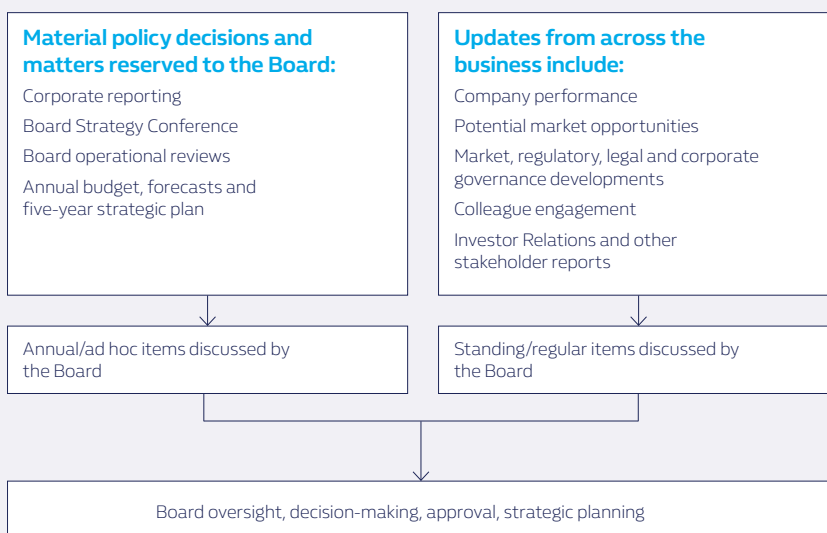 Material policy decisions and
matters reserved to the Board:
Corporate reporting
Board Strategy Conference
Board operational reviews
Annual budget, forecasts and
five-year strategic plan
Updates from across the
business include:
Company performance
Potential market opportunities
Market, regulatory, legal and corporate
governance developments
Colleague engagement
Investor Relations and other
stakeholder reports
Annual/ad hoc items discussed by
the Board
Standing/regular items discussed by
the Board
Board oversight, decision-making, approval, strategic planning